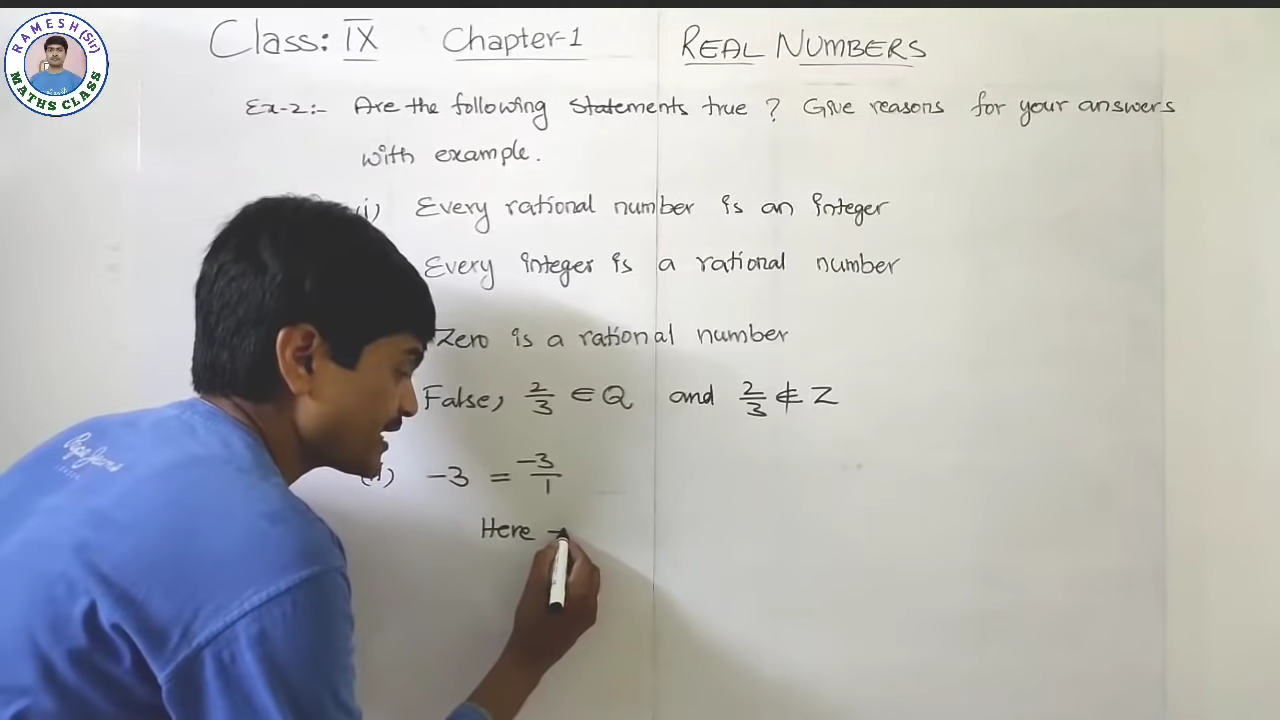 RAMESH (Sir)
MATHS CLASS
Class: IX Chapter-1 REAL NUMBERS
Ex-2:- Are the following Statements true ? Give reasons for your answers
with example.
(i) Every rational number is an integer
Every integer is a rational number
Zero is a rational number
False, 2/3 ∈ Q and 2/3 ∉ Z
-3 = -3/1
Here -